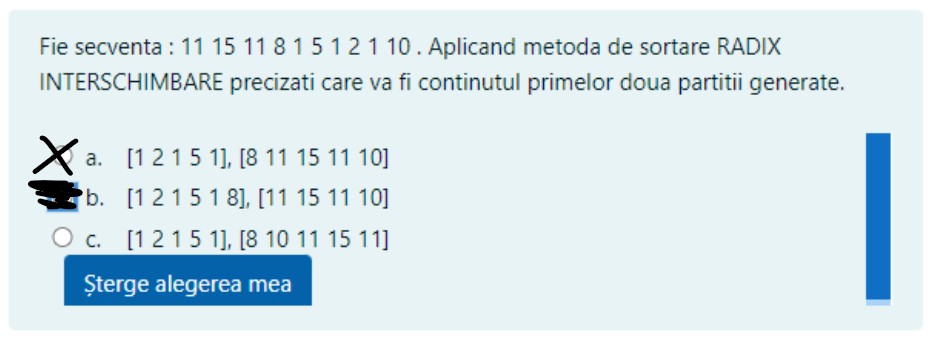 Fie secventa : 11 15 11 8 1 5 1 2 1 10 . Aplicand metoda de sortare RADIX
INTERSCHIMBARE precizati care va fi continutul primelor doua partitii generate.
a. [1 2 1 5 1], [8 11 15 11 10]
b. [1 2 1 5 1 8], [11 15 11 10]
c. [1 2 1 5 1], [8 10 11 15 11]
Șterge alegerea mea